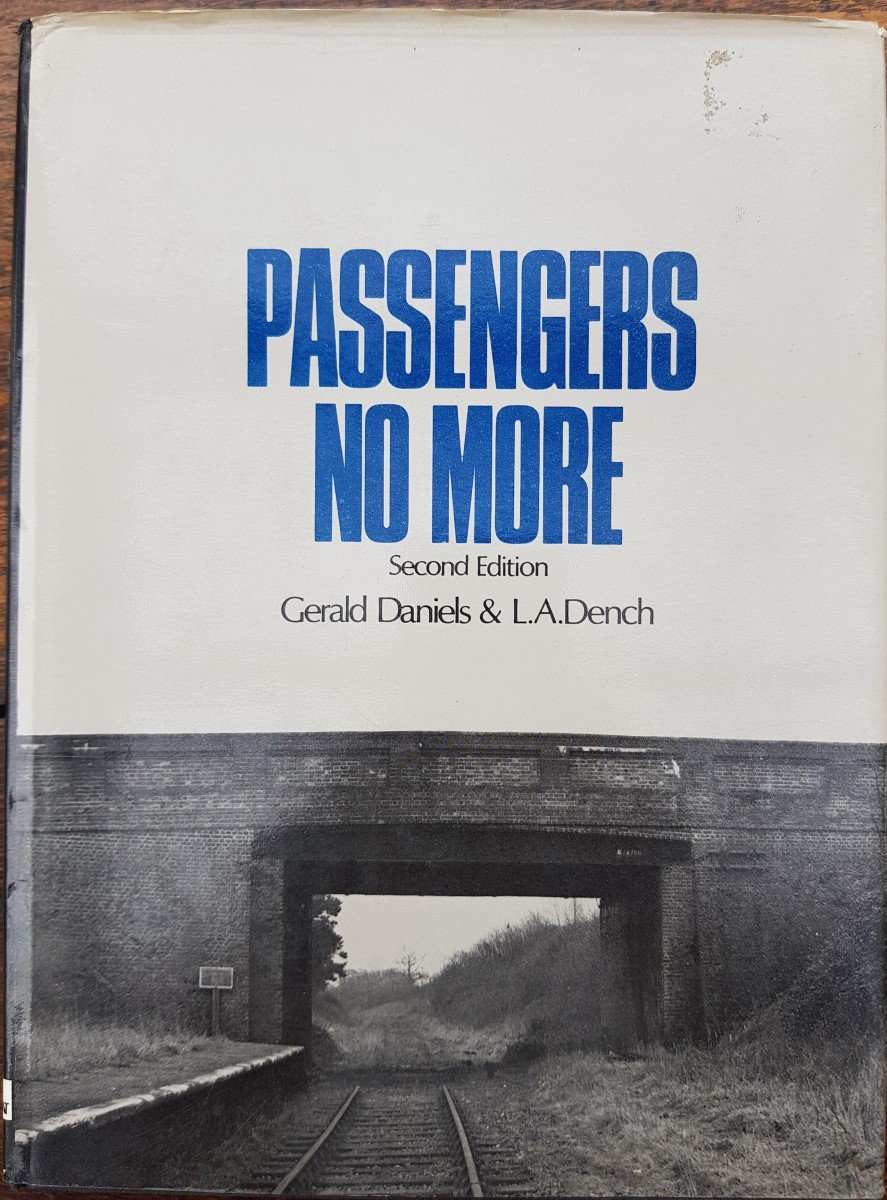 PASSENGERS
NO MORE
Second Edition
Gerald Daniels & L.A.Dench